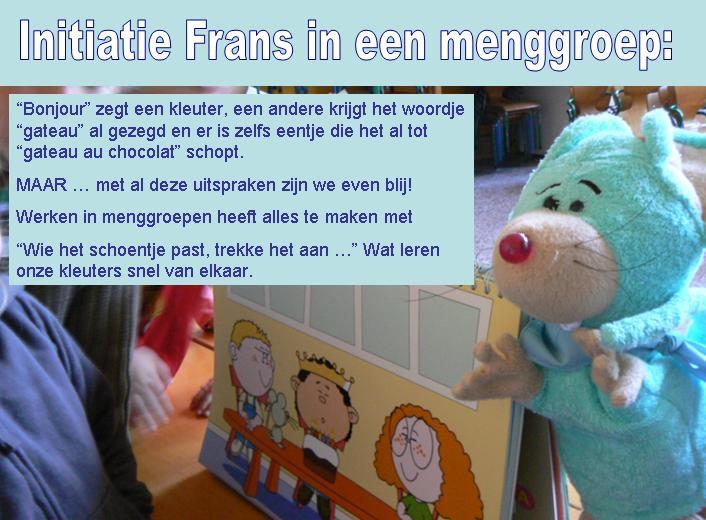 Initiatie Frans in een menggroep:
“Bonjour” zegt een kleuter, een andere krijgt het woordje
“gateau” al gezegd en er is zelfs eentje die het al tot
“gateau au chocolat” schopt.
MAAR … met al deze uitspraken zijn we even blij!
Werken in menggroepen heeft alles te maken met
“Wie het schoentje past, trekke het aan …” Wat leren
onze kleuters snel van elkaar.